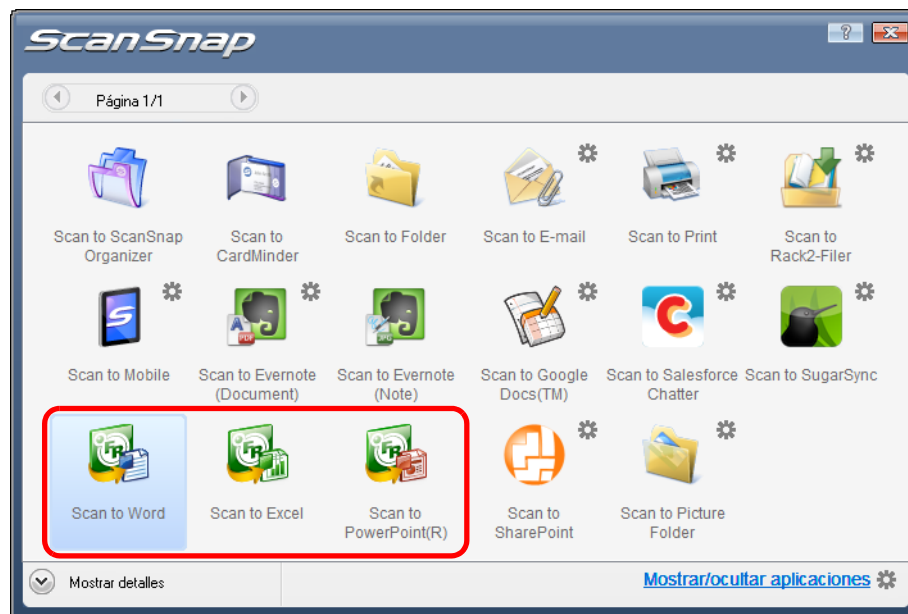 ScanSnap
?
Página 1/1
Scan to ScanSnap
Organizer
Scan to
CardMinder
Scan to Folder
Scan to E-mail
Scan to Print
Scan to
Rack2-Filer
Scan to Mobile
Scan to Evernote
(Document)
Scan to Evernote
(Note)
Scan to Google
Docs(TM)
Scan to Salesforce
Chatter
Scan to SugarSync
Scan to Word
Scan to Excel
Scan to
PowerPoint(R)
Scan to
SharePoint
Scan to Picture
Folder
Mostrar detalles
Mostrar/ocultar aplicaciones